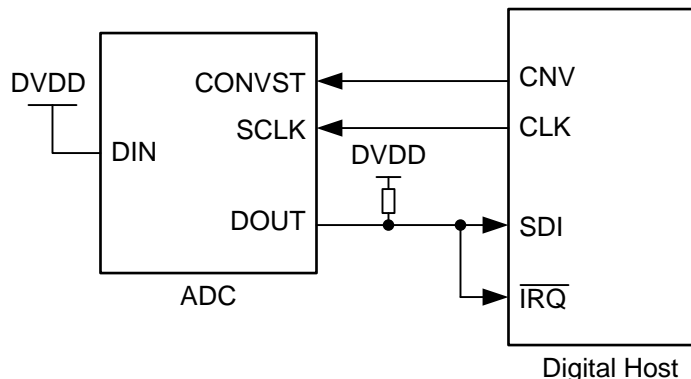 DVDD
DIN
CONVST
SCLK
DOUT
ADC
DVDD
CNV
CLK
SDI
IRQ
Digital Host